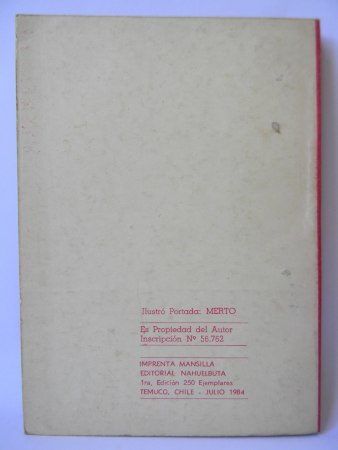 Ilustró Portada: MERTO
Es Propiedad del Autor
Inscripción Nº 58,762
IMPRENTA MANSILLA
EDITORIAL NAHUELBUTA
1ra, Edición 250 Ejemplares
TEMUCO, CHILE - JULIO 1984